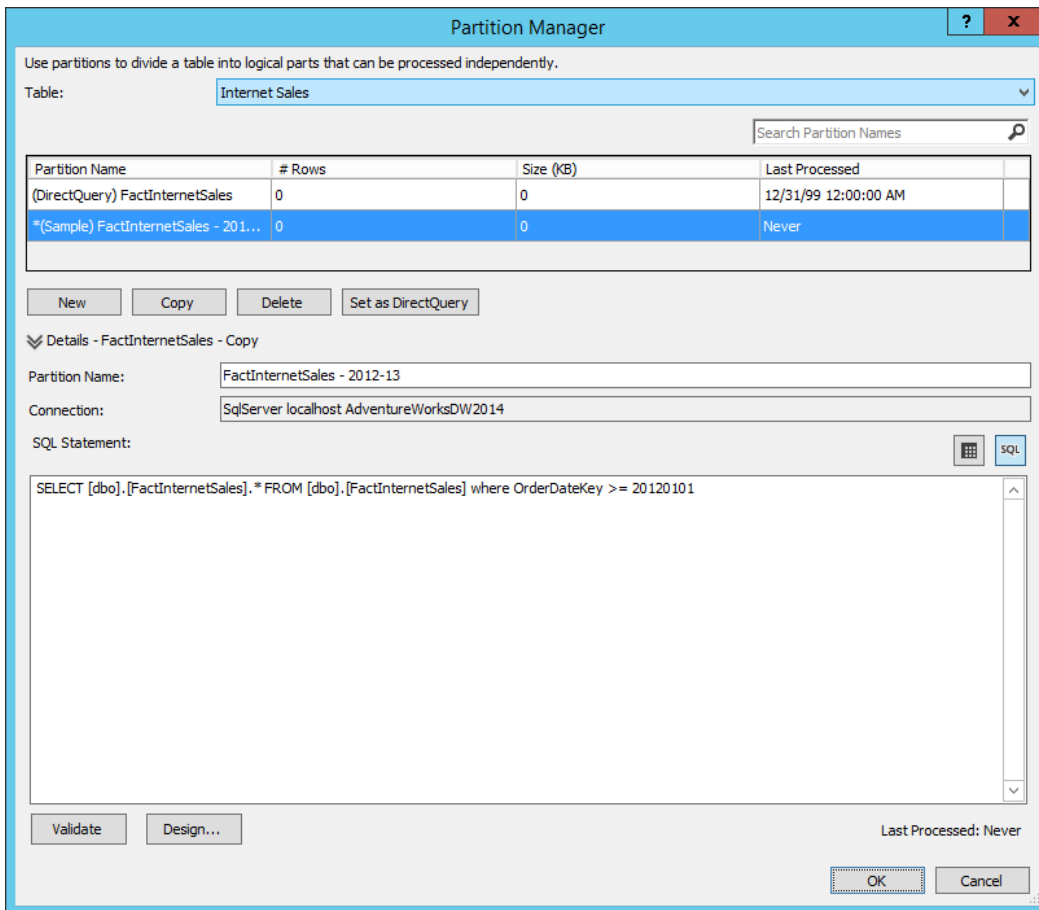 Partition Manager
? x
Use partitions to divide a table into logical parts that can be processed independently.
Table: Internet Sales
Search Partition Names
Partition Name # Rows Size (KB) Last Processed
(DirectQuery) FactInternetSales 0 0 12/31/99 12:00:00 AM
*(Sample) FactInternetSales - 201... 0 0 Never
New Copy Delete Set as DirectQuery
Details - FactInternetSales - Copy
Partition Name: FactInternetSales - 2012-13
Connection: SqlServer localhost AdventureWorksDW2014
SQL Statement: SQL
SELECT [dbo].[FactInternetSales].* FROM [dbo].[FactInternetSales] where OrderDateKey >= 20120101
Validate Design... Last Processed: Never
OK Cancel